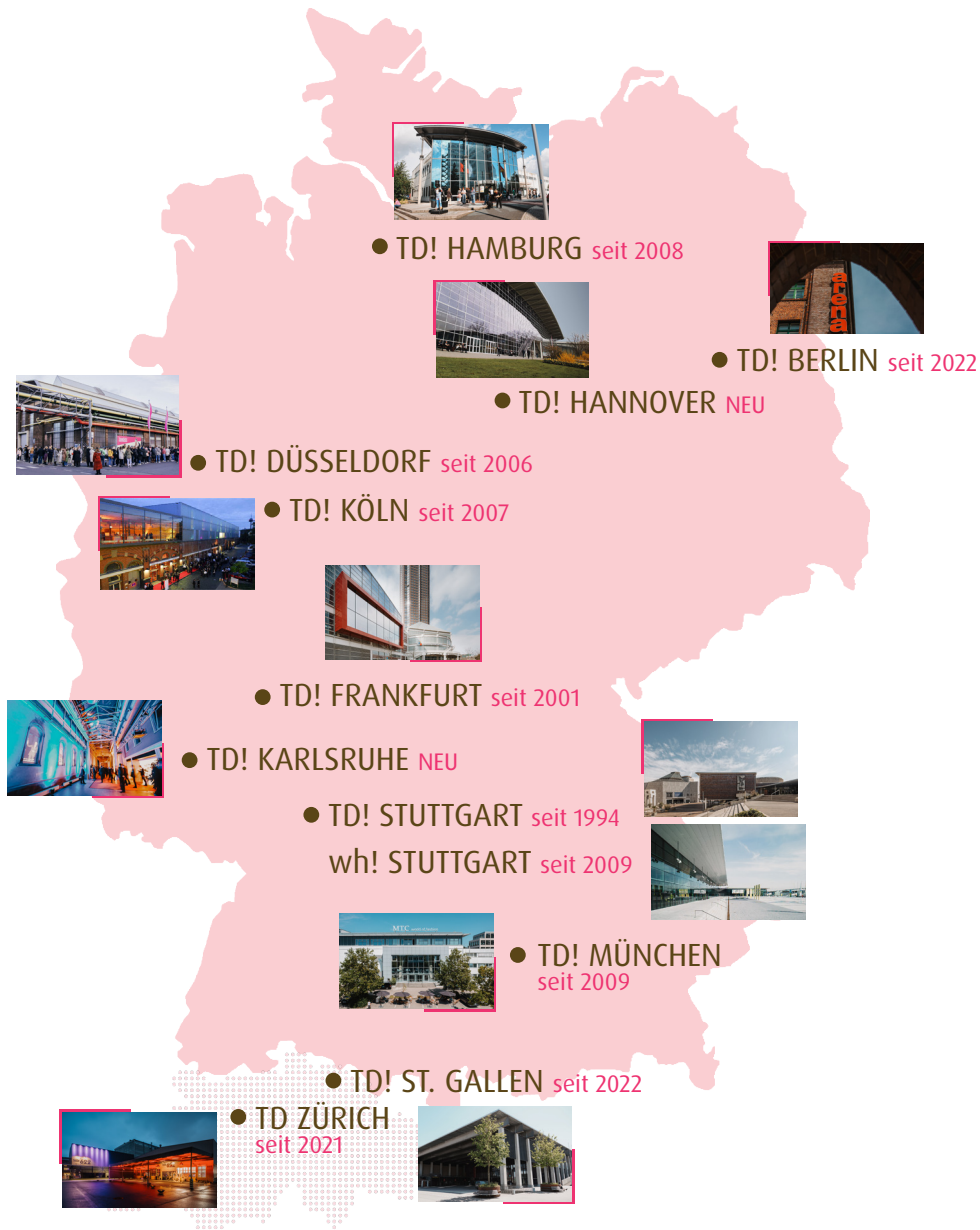 TD! HAMBURG seit 2008
arena
TD! BERLIN seit 2022
TD! HANNOVER NEU
TD! DÜSSELDORF seit 2006
TD! KÖLN seit 2007
TD! FRANKFURT seit 2001
TD! KARLSRUHE NEU
TD! STUTTGART seit 1994
wh! STUTTGART seit 2009
MTC
TD! MÜNCHEN
seit 2009
TD! ST. GALLEN seit 2022
TD ZÜRICH
seit 2021